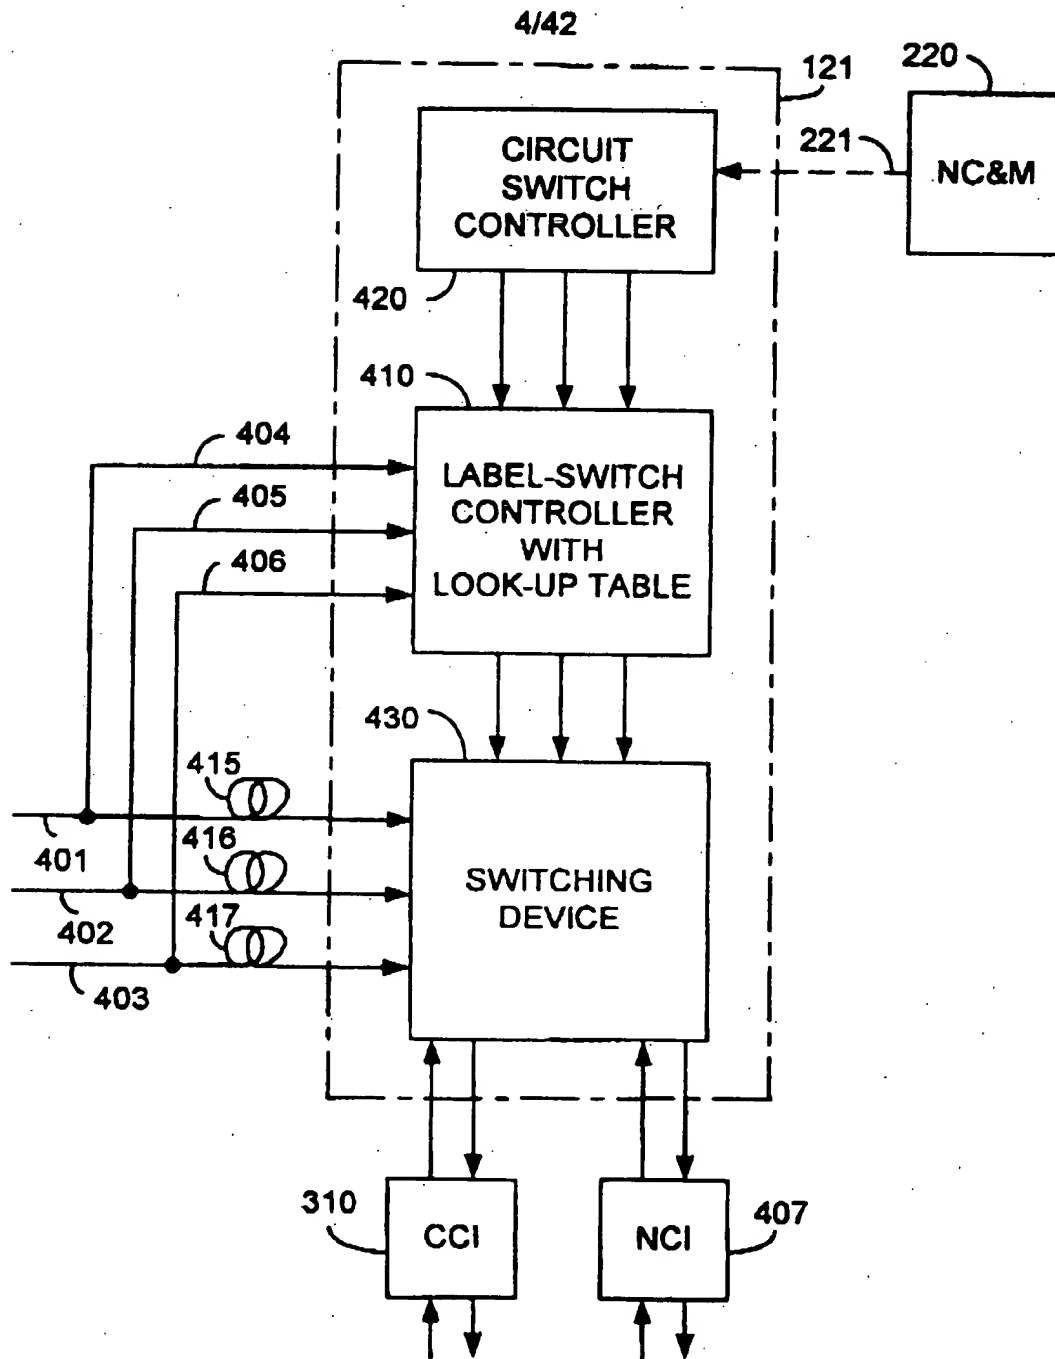 4/42
121
220
CIRCUIT
SWITCH
CONTROLLER
221
NC&M
420
410
404
LABEL-SWITCH
CONTROLLER
WITH
LOOK-UP TABLE
405
406
430
415
401
416
SWITCHING
DEVICE
402
417
403
310
CCI
NCI
407